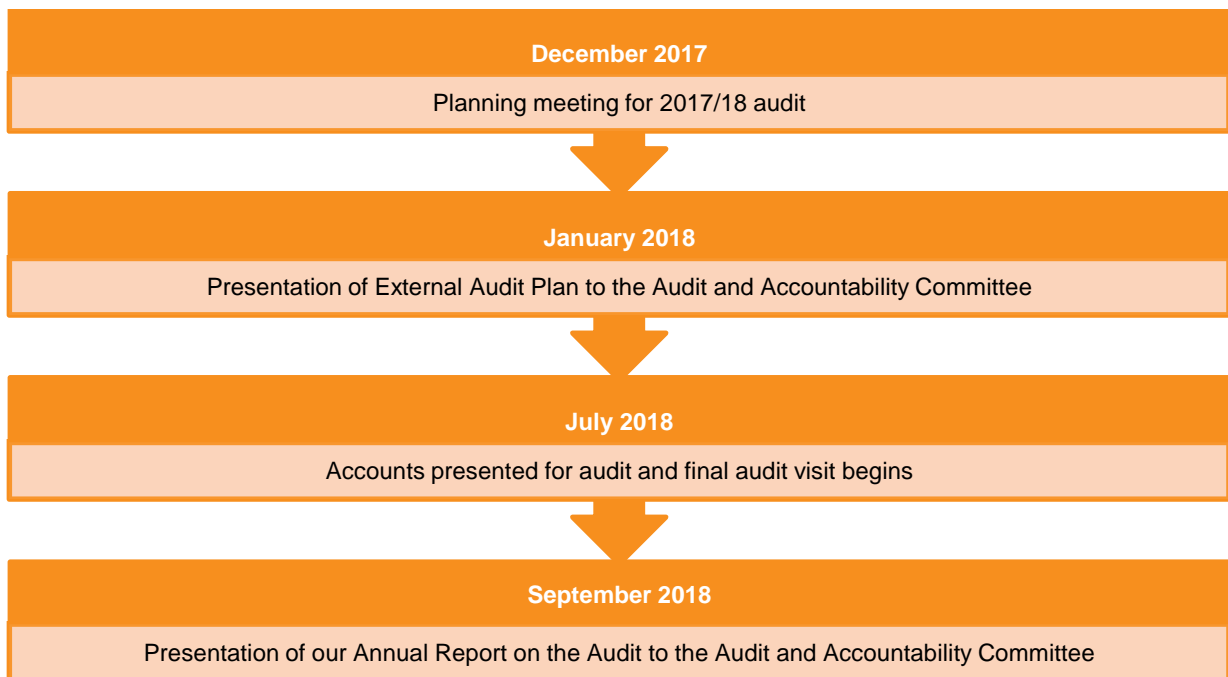 December 2017
Planning meeting for 2017/18 audit
January 2018
Presentation of External Audit Plan to the Audit and Accountability Committee
July 2018
Accounts presented for audit and final audit visit begins
September 2018
Presentation of our Annual Report on the Audit to the Audit and Accountability Committee